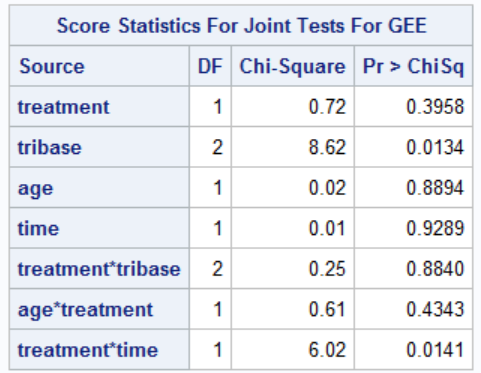 Score Statistics For Joint Tests For GEE
Source DF Chi-Square Pr > ChiSq
treatment 1 0.72 0.3958
tribase 2 8.62 0.0134
age 1 0.02 0.8894
time 1 0.01 0.9289
treatment*tribase 2 0.25 0.8840
age*treatment 1 0.61 0.4343
treatment*time 1 6.02 0.0141